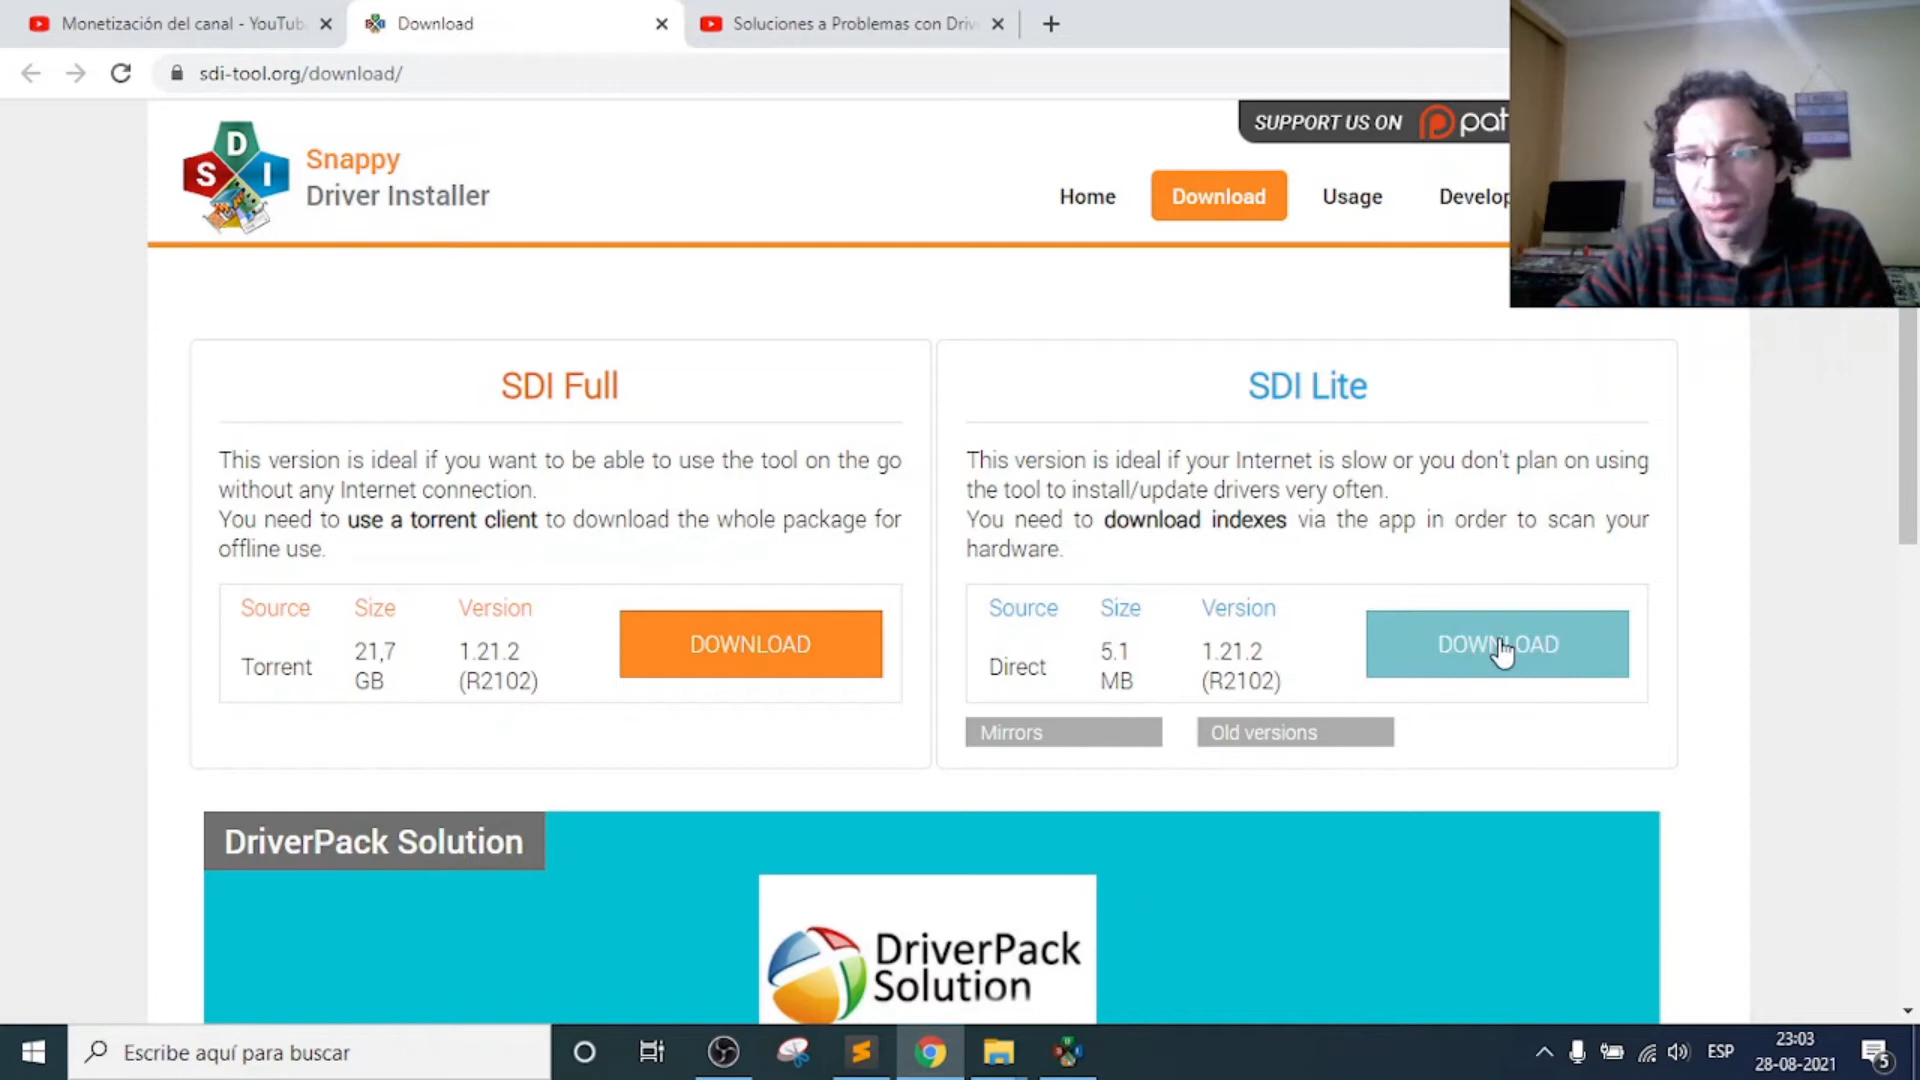 Monetización del canal - YouTub
Download
Soluciones a Problemas con Driv
sdi-tool.org/download/
SUPPORT US ON pat
S D I
Snappy
Driver Installer
Home
Download
Usage
Develop
SDI Full
This version is ideal if you want to be able to use the tool on the go
without any Internet connection.
You need to use a torrent client to download the whole package for
offline use.
Source Size Version
Torrent 21,7 GB 1.21.2 (R2102)
DOWNLOAD
SDI Lite
This version is ideal if your Internet is slow or you don't plan on using
the tool to install/update drivers very often.
You need to download indexes via the app in order to scan your
hardware.
Source Size Version
Direct 5.1 MB 1.21.2 (R2102)
DOWNLOAD
Mirrors
Old versions
DriverPack Solution
DriverPack
Solution
Escribe aquí para buscar
ESP
23:03
28-08-2021
5